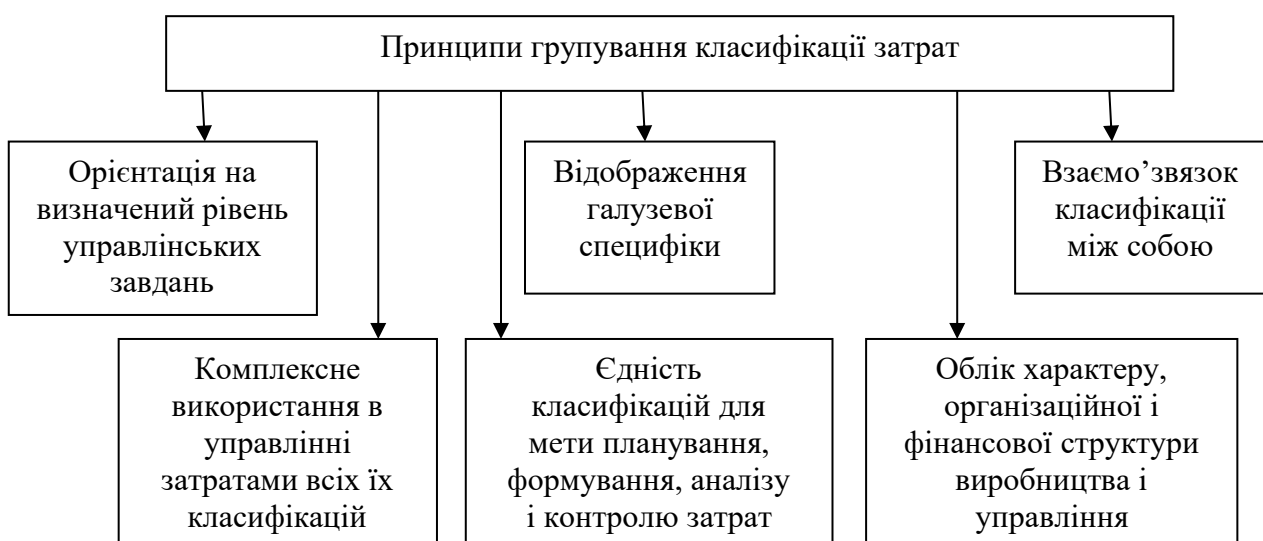 Принципи групування класифікації затрат
Орієнтація на
визначений рівень
управлінських
завдань
Відображення
галузевої
специфіки
Взаємо’звязок
класифікації
між собою
Комплексне
використання в
управлінні
затратами всіх їх
класифікацій
Єдність
класифікацій для
мети планування,
формування, аналізу
і контролю затрат
Облік характеру,
організаційної і
фінансової структури
виробництва і
управління